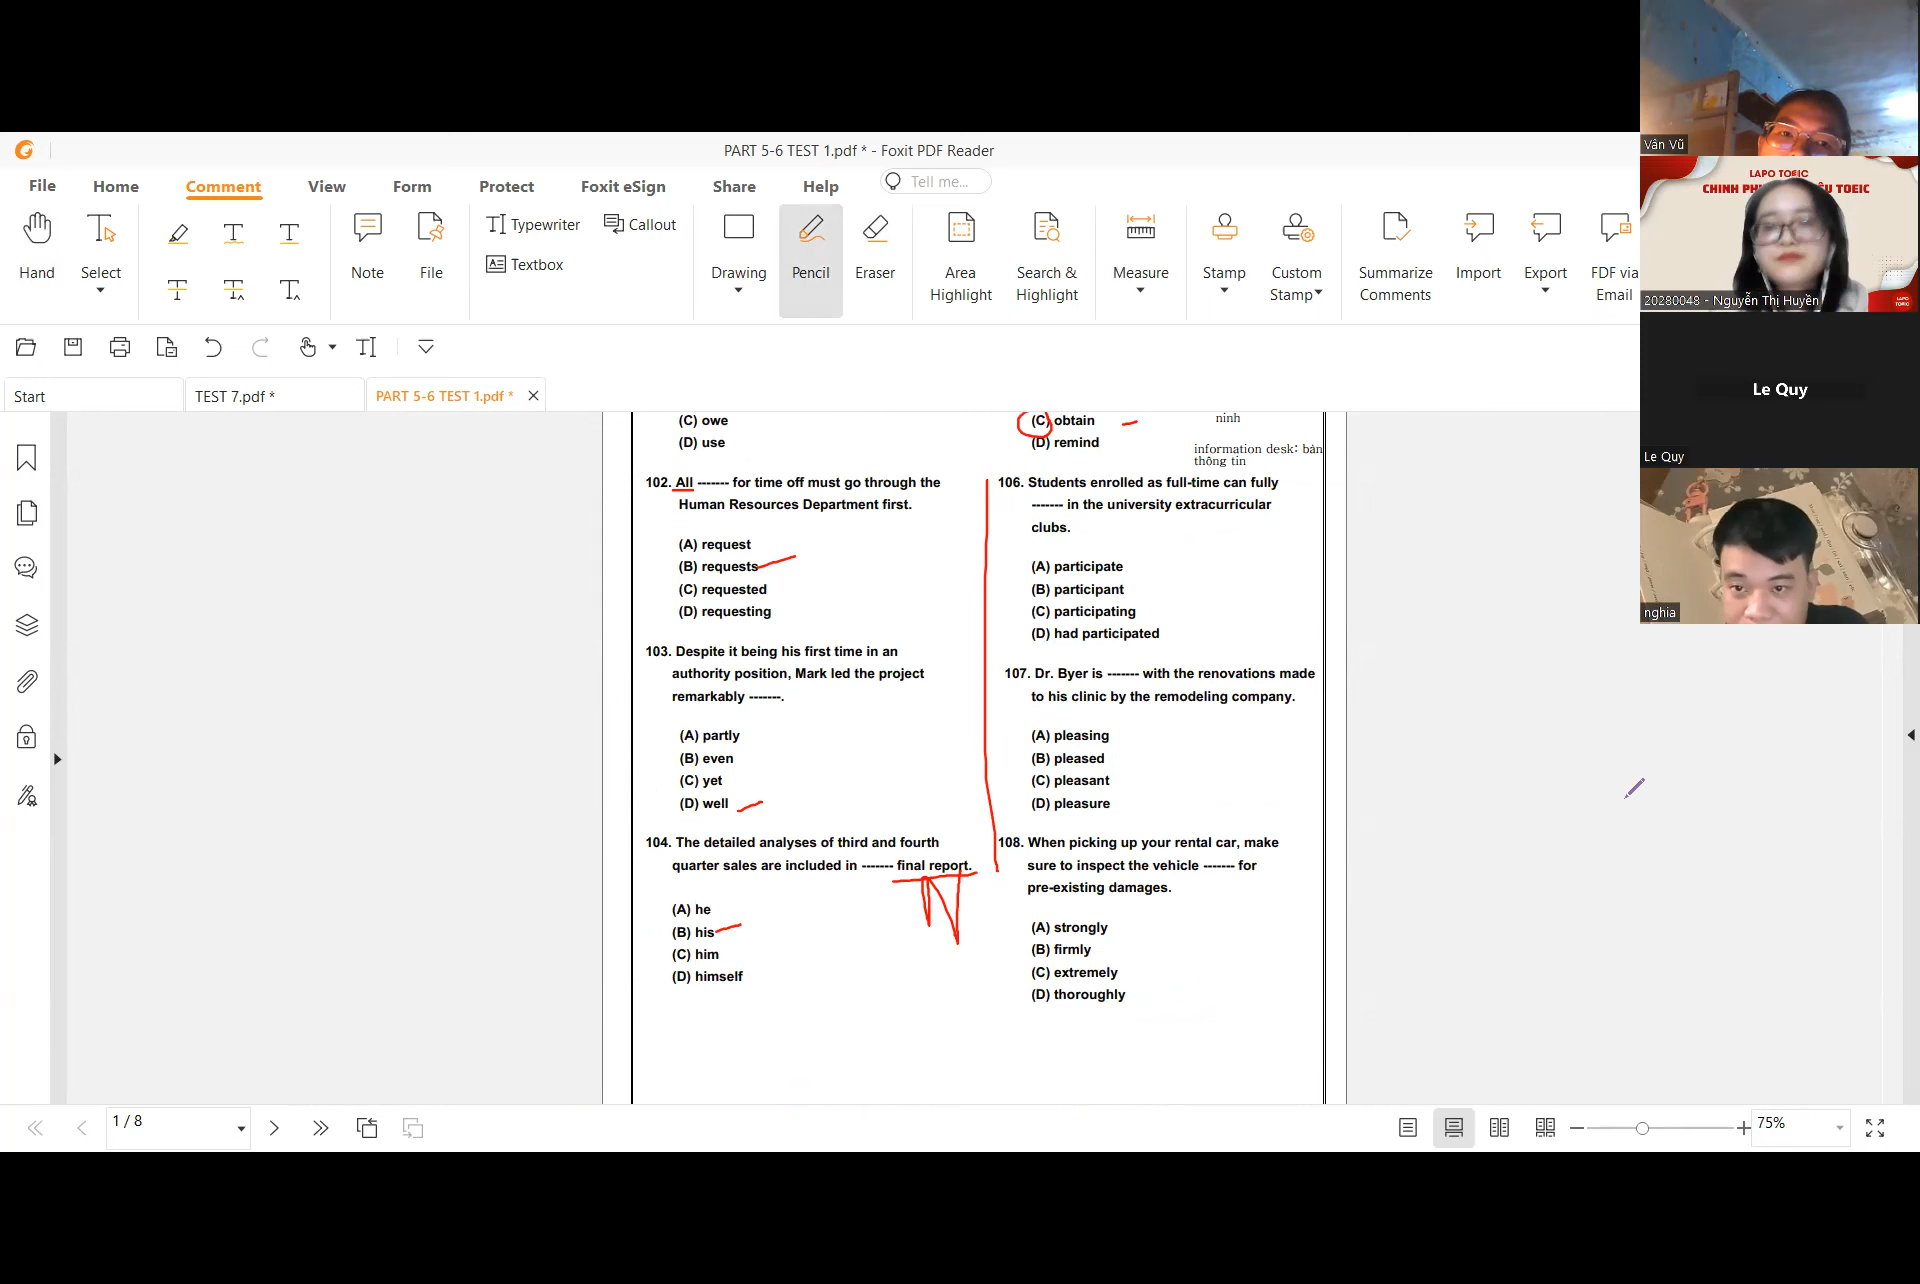 PART 5-6 TEST 1.pdf * - Foxit PDF Reader
File
Home
Comment
View
Form
Protect
Foxit eSign
Share
Help
Tell me...
Hand
Select
Note
File
Typewriter
Callout
Textbox
Drawing
Pencil
Eraser
Area
Highlight
Search &
Highlight
Measure
Stamp
Custom
Stamp
Summarize
Comments
Import
Export
FDF via
Email
Start
TEST 7.pdf *
PART 5-6 TEST 1.pdf *
(C) owe
(D) use
102. All ------- for time off must go through the
Human Resources Department first.
(A) request
(B) requests
(C) requested
(D) requesting
103. Despite it being his first time in an
authority position, Mark led the project
remarkably -------.
(A) partly
(B) even
(C) yet
(D) well
104. The detailed analyses of third and fourth
quarter sales are included in ------- final report.
N
(A) he
(B) his
(C) him
(D) himself
(C) obtain
(D) remind
ninh
information desk: bàn
thông tin
106. Students enrolled as full-time can fully
------- in the university extracurricular
clubs.
(A) participate
(B) participant
(C) participating
(D) had participated
107. Dr. Byer is ------- with the renovations made
to his clinic by the remodeling company.
(A) pleasing
(B) pleased
(C) pleasant
(D) pleasure
108. When picking up your rental car, make
sure to inspect the vehicle ------- for
pre-existing damages.
(A) strongly
(B) firmly
(C) extremely
(D) thoroughly
1 / 8
75%
Vân Vũ
LAPO TOEIC
CHINH PH
U TOEIC
20280048 - Nguyễn Thị Huyền
LAPO
TOEIC
Le Quy
Le Quy
nghia